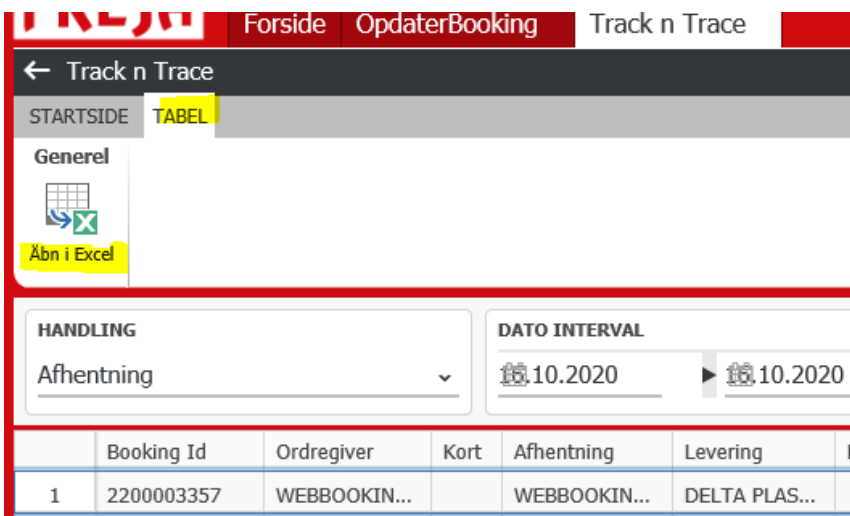 Forside OpdaterBooking Track n Trace
← Track n Trace
STARTSIDE TABEL
Generel
Åbn i Excel
HANDLING DATO INTERVAL
Afhentning .10.2020 .10.2020
Booking Id Ordregiver Kort Afhentning Levering
1 2200003357 WEBBOOKIN... WEBBOOKIN... DELTA PLAS...